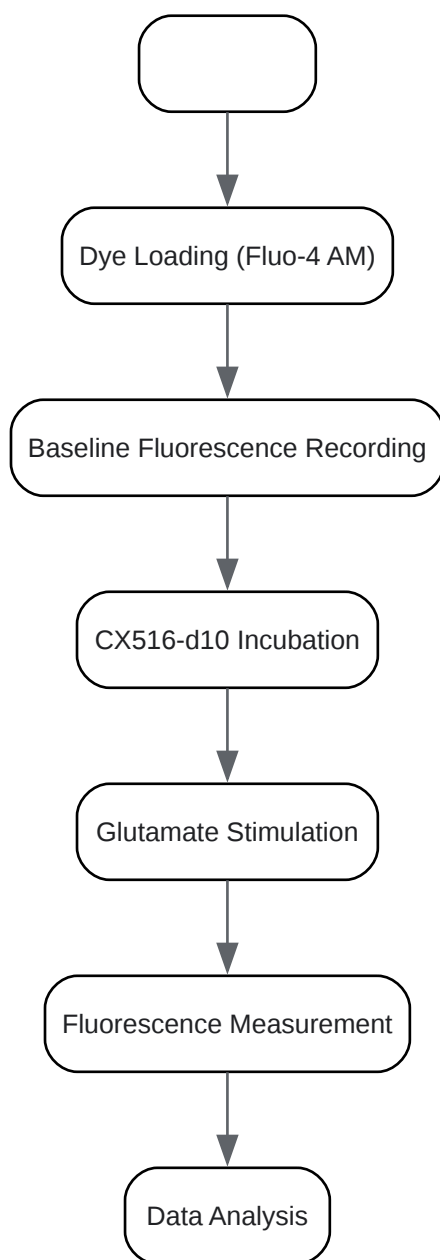 Dye Loading (Fluo-4 AM)
Baseline Fluorescence Recording
CX516-d10 Incubation
Glutamate Stimulation
Fluorescence Measurement
Data Analysis